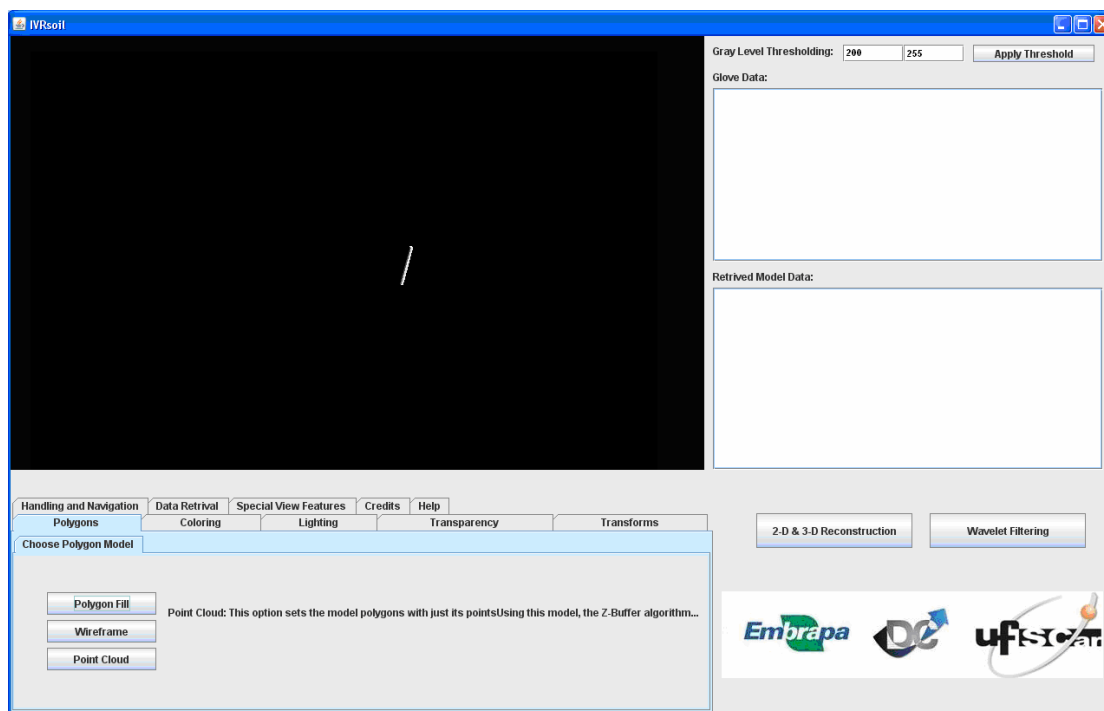 IVRsoil
Gray Level Thresholding: 200 255 Apply Threshold
Glove Data:
Retrived Model Data:
Handling and Navigation Data Retrival Special View Features Credits Help
Polygons Coloring Lighting Transparency Transforms
Choose Polygon Model
Polygon Fill
Wireframe
Point Cloud
Point Cloud: This option sets the model polygons with just its pointsUsing this model, the Z-Buffer algorithm...
2-D & 3-D Reconstruction Wavelet Filtering
Embrapa DC ufscar